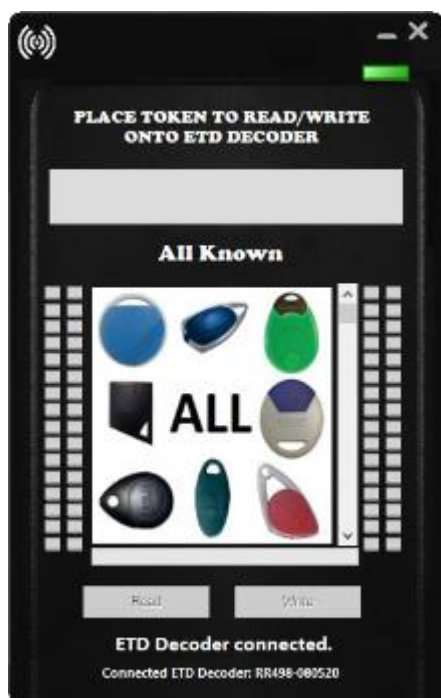 PLACE TOKEN TO READ/WRITE
ONTO ETD DECODER
All Known
ALL
Read
Write
ETD Decoder connected.
Connected ETD Decoder: RR498-080520